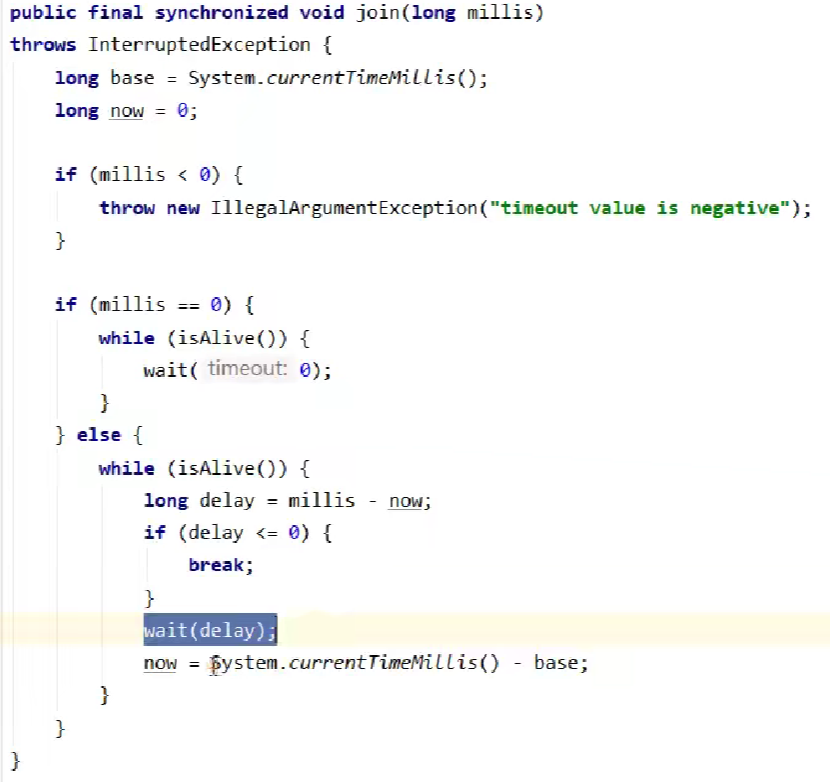 public final synchronized void join(long millis)
throws InterruptedException {
    long base = System.currentTimeMillis();
    long now = 0;

    if (millis < 0) {
        throw new IllegalArgumentException("timeout value is negative");
    }

    if (millis == 0) {
        while (isAlive()) {
            wait( timeout: 0);
        }
    } else {
        while (isAlive()) {
            long delay = millis - now;
            if (delay <= 0) {
                break;
            }
            wait(delay);
            now = System.currentTimeMillis() - base;
        }
    }
}